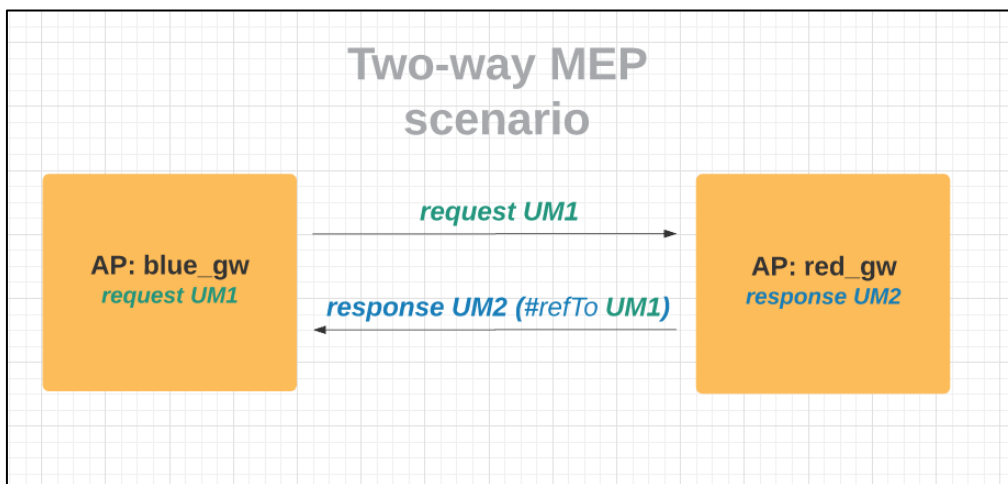 Two-way MEP
scenario
request UM1
AP: blue_gw
request UM1
response UM2 (#refTo UM1)
AP: red_gw
response UM2